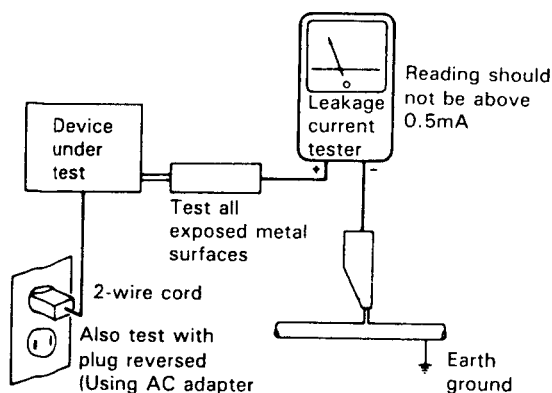 Device
under
test
Leakage
current
tester
+
-
Reading should
not be above
0.5mA
Test all
exposed metal
surfaces
2-wire cord
Also test with
plug reversed
(Using AC adapter
Earth
ground